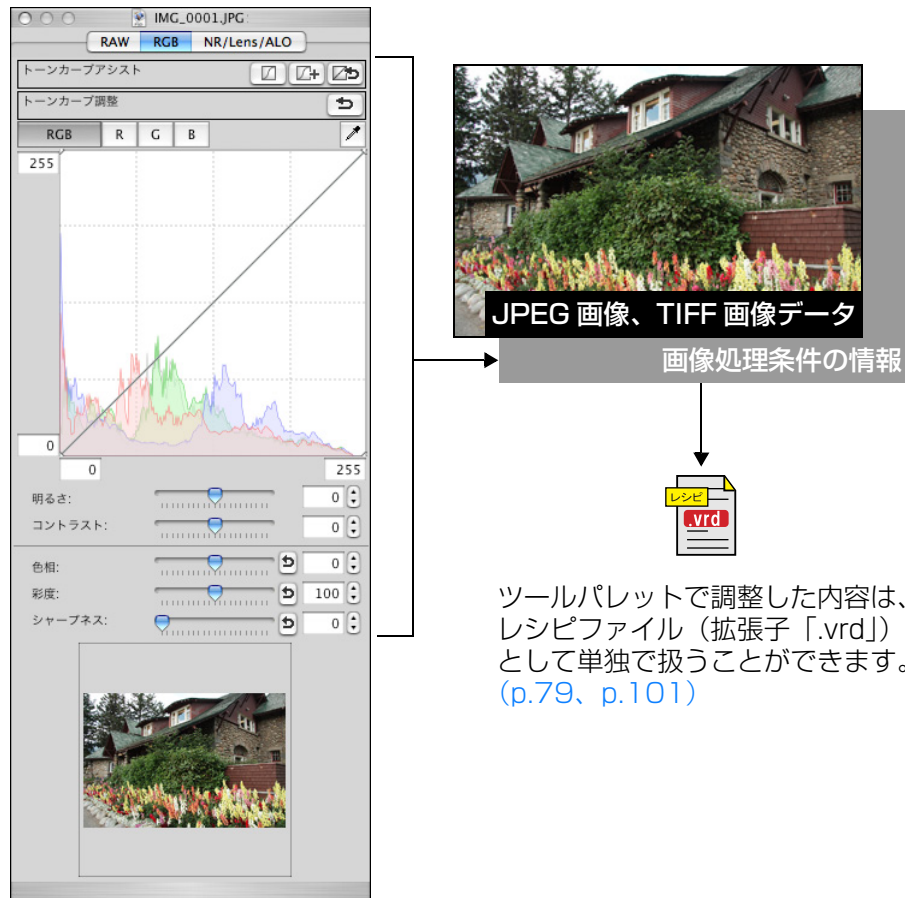 IMG_0001.JPG
RAW RGB NR/Lens/ALO
トーンカーブアシスト
トーンカーブ調整
RGB R G B
255
0
0 255
明るさ: 0
コントラスト: 0
色相: 0
彩度: 100
シャープネス: 0
JPEG 画像、TIFF 画像データ
画像処理条件の情報
レシピ
.vrd
ツールパレットで調整した内容は、
レシピファイル（拡張子「.vrd」）
として単独で扱うことができます。
（p.79、p.101）